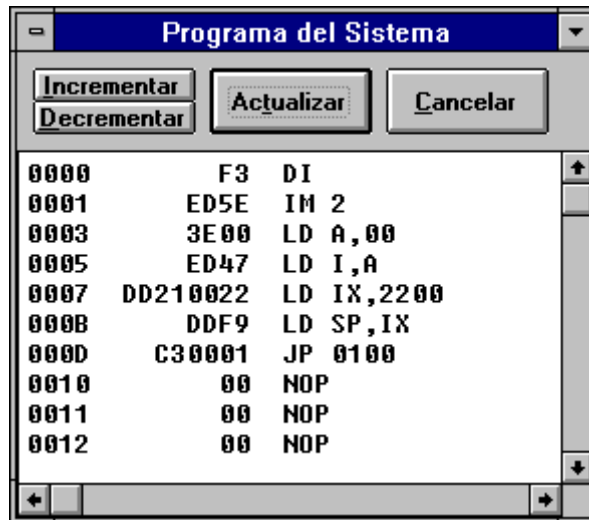 Programa del Sistema
Incrementar
Decrementar
Actualizar
Cancelar
0000 F3 DI
0001 ED5E IM 2
0003 3E00 LD A,00
0005 ED47 LD I,A
0007 DD210022 LD IX,2200
000B DDF9 LD SP,IX
000D C30001 JP 0100
0010 00 NOP
0011 00 NOP
0012 00 NOP